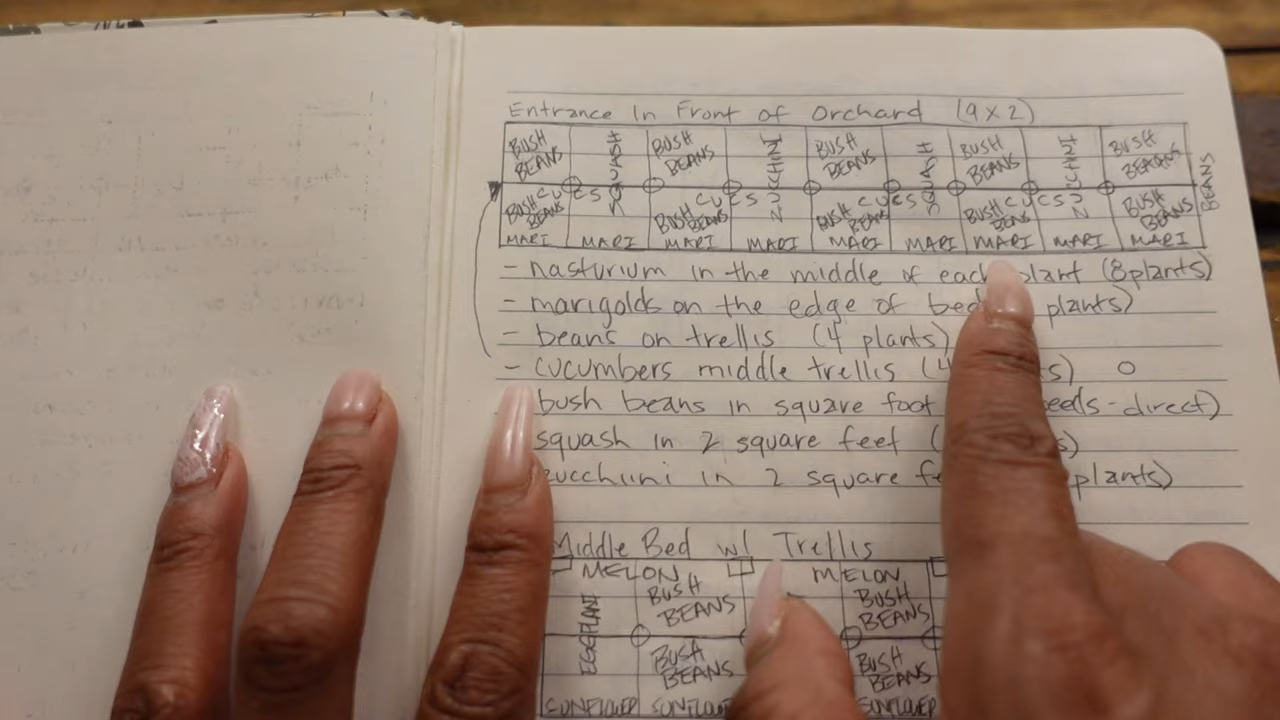 Entrance In Front of Orchard (9x2)
BUSH BEANS SQUASH BUSH BEANS ZUCCHINI BUSH BEANS SQUASH BUSH BEANS ZUCCHINI BUSH BEANS BEANS
CUCS CUCS CUCS CUCS
BUSH BEANS BUSH BEANS BUSH BEANS BUSH BEANS BUSH BEANS
MARI MARI MARI MARI MARI MARI MARI MARI MARI
- nasturium in the middle of each plant (8 plants)
- marigolds on the edge of plants)
- beans on trellis (4 plants)
- cucumbers middle trellis (4 O
bush beans in square foot direct)
squash in 2 square feet (
zucchiini in 2 square plants)
Middle Bed w/ Trellis
MELON MELON
EGGPLANT BUSH BEANS BUSH BEANS
BUSH BEANS BUSH BEANS
SUNFLOWER SUNFLOWER